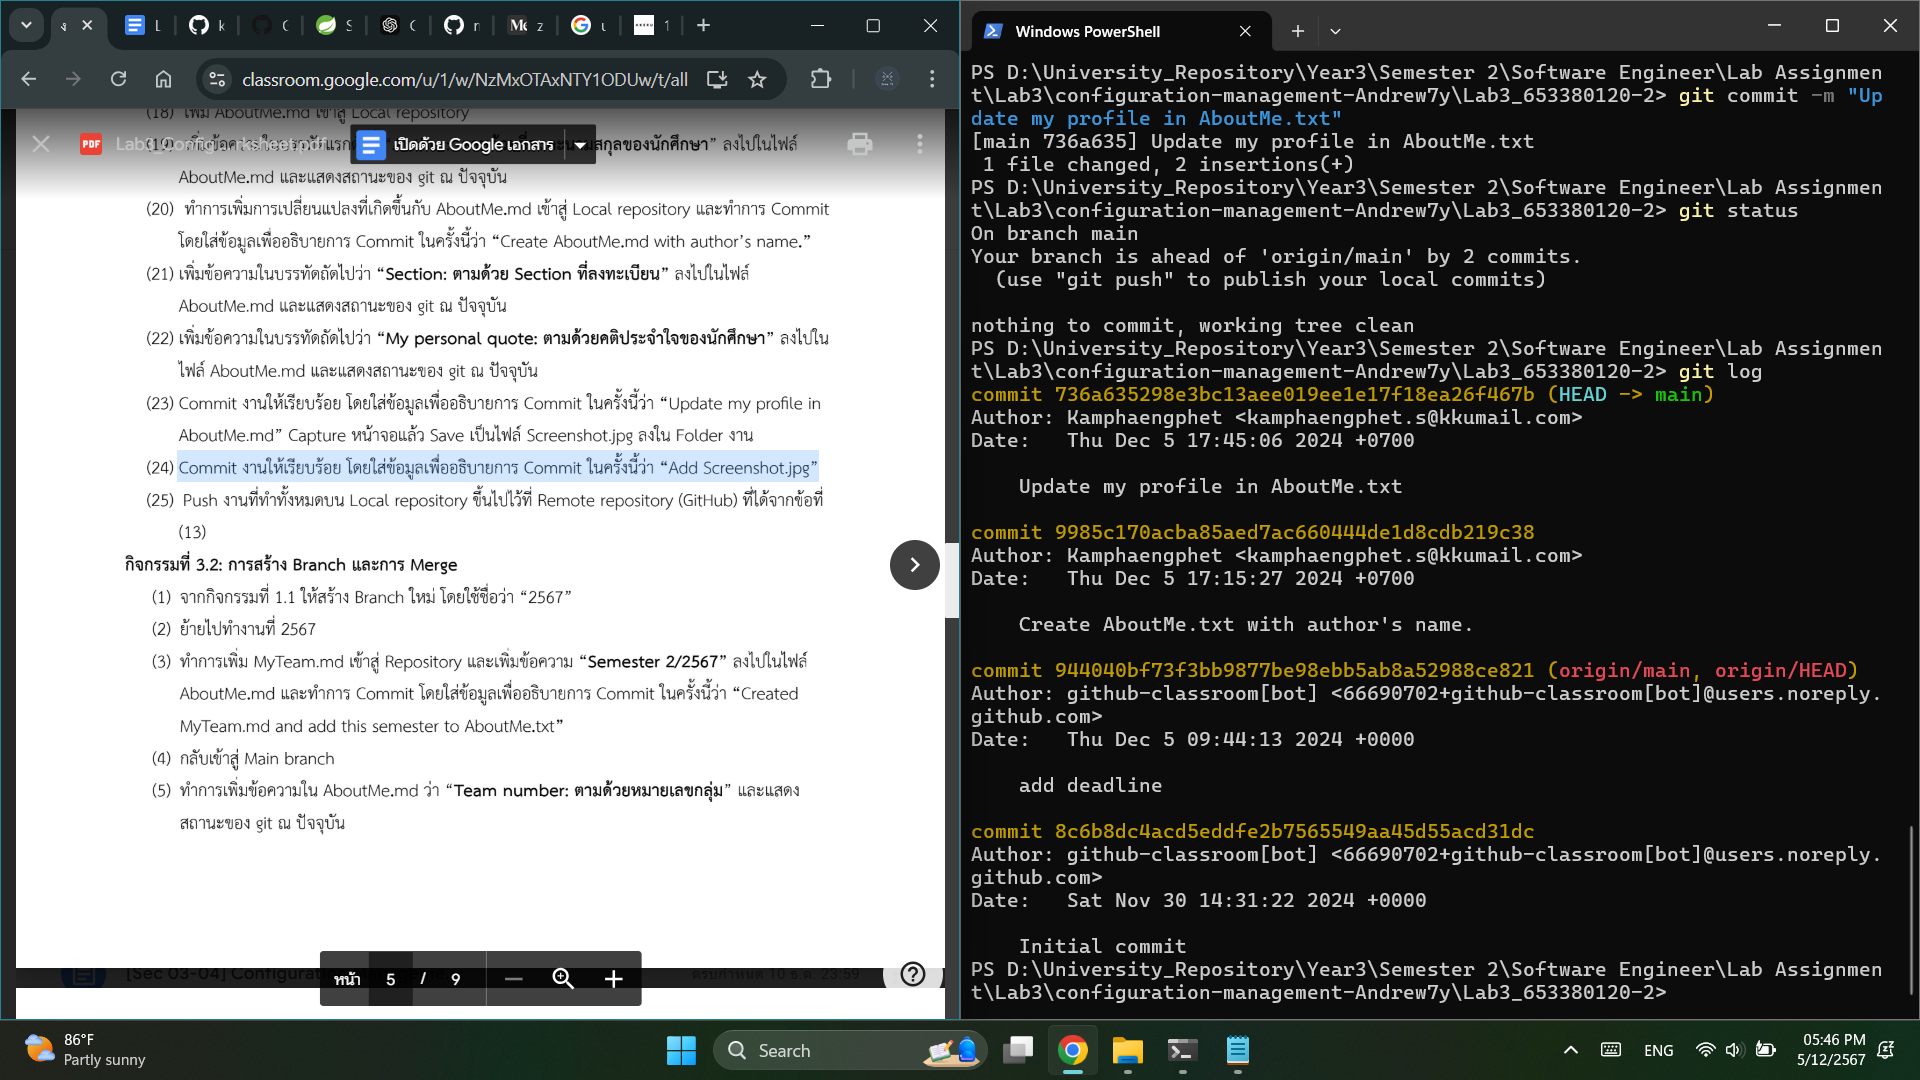 classroom.google.com/u/1/w/NzMxOTAxNTY1ODUw/t/all
(18) เพิ่ม AboutMe.md เข้าสู่ Local repository
PDF
เปิดด้วย Google เอกสาร
สกุลของนักศึกษา” ลงไปในไฟล์
AboutMe.md และแสดงสถานะของ git ณ ปัจจุบัน
(20) ทำการเพิ่มการเปลี่ยนแปลงที่เกิดขึ้นกับ AboutMe.md เข้าสู่ Local repository และทำการ Commit
โดยใส่ข้อมูลเพื่ออธิบายการ Commit ในครั้งนี้ว่า “Create AboutMe.md with author’s name.”
(21) เพิ่มข้อความในบรรทัดถัดไปว่า “Section: ตามด้วย Section ที่ลงทะเบียน” ลงไปในไฟล์
AboutMe.md และแสดงสถานะของ git ณ ปัจจุบัน
(22) เพิ่มข้อความในบรรทัดถัดไปว่า “My personal quote: ตามด้วยคติประจำใจของนักศึกษา” ลงไปใน
ไฟล์ AboutMe.md และแสดงสถานะของ git ณ ปัจจุบัน
(23) Commit งานให้เรียบร้อย โดยใส่ข้อมูลเพื่ออธิบายการ Commit ในครั้งนี้ว่า “Update my profile in
AboutMe.md” Capture หน้าจอแล้ว Save เป็นไฟล์ Screenshot.jpg ลงใน Folder งาน
(24) Commit งานให้เรียบร้อย โดยใส่ข้อมูลเพื่ออธิบายการ Commit ในครั้งนี้ว่า “Add Screenshot.jpg”
(25) Push งานที่ทำทั้งหมดบน Local repository ขึ้นไปไว้ที่ Remote repository (GitHub) ที่ได้จากข้อที่
(13)
กิจกรรมที่ 3.2: การสร้าง Branch และการ Merge
(1) จากกิจกรรมที่ 1.1 ให้สร้าง Branch ใหม่ โดยใช้ชื่อว่า “2567”
(2) ย้ายไปทำงานที่ 2567
(3) ทำการเพิ่ม MyTeam.md เข้าสู่ Repository และเพิ่มข้อความ “Semester 2/2567” ลงไปในไฟล์
AboutMe.md และทำการ Commit โดยใส่ข้อมูลเพื่ออธิบายการ Commit ในครั้งนี้ว่า “Created
MyTeam.md and add this semester to AboutMe.txt”
(4) กลับเข้าสู่ Main branch
(5) ทำการเพิ่มข้อความใน AboutMe.md ว่า “Team number: ตามด้วยหมายเลขกลุ่ม” และแสดง
สถานะของ git ณ ปัจจุบัน
[Sec 03-04] Configurat
ครบกำหนด 10 ธ.ค. 23:59
หน้า 5 / 9
Windows PowerShell
PS D:\University_Repository\Year3\Semester 2\Software Engineer\Lab Assignmen
t\Lab3\configuration-management-Andrew7y\Lab3_653380120-2> git commit -m "Up
date my profile in AboutMe.txt"
[main 736a635] Update my profile in AboutMe.txt
1 file changed, 2 insertions(+)
PS D:\University_Repository\Year3\Semester 2\Software Engineer\Lab Assignmen
t\Lab3\configuration-management-Andrew7y\Lab3_653380120-2> git status
On branch main
Your branch is ahead of 'origin/main' by 2 commits.
(use "git push" to publish your local commits)
nothing to commit, working tree clean
PS D:\University_Repository\Year3\Semester 2\Software Engineer\Lab Assignmen
t\Lab3\configuration-management-Andrew7y\Lab3_653380120-2> git log
commit 736a635298e3bc13aee019ee1e17f18ea26f467b (HEAD -> main)
Author: Kamphaengphet <kamphaengphet.s@kkumail.com>
Date: Thu Dec 5 17:45:06 2024 +0700
Update my profile in AboutMe.txt
commit 9985c170acba85aed7ac660444de1d8cdb219c38
Author: Kamphaengphet <kamphaengphet.s@kkumail.com>
Date: Thu Dec 5 17:15:27 2024 +0700
Create AboutMe.txt with author's name.
commit 944040bf73f3bb9877be98ebb5ab8a52988ce821 (origin/main, origin/HEAD)
Author: github-classroom[bot] <66690702+github-classroom[bot]@users.noreply.
github.com>
Date: Thu Dec 5 09:44:13 2024 +0000
add deadline
commit 8c6b8dc4acd5eddfe2b7565549aa45d55acd31dc
Author: github-classroom[bot] <66690702+github-classroom[bot]@users.noreply.
github.com>
Date: Sat Nov 30 14:31:22 2024 +0000
Initial commit
PS D:\University_Repository\Year3\Semester 2\Software Engineer\Lab Assignmen
t\Lab3\configuration-management-Andrew7y\Lab3_653380120-2>
86°F
Partly sunny
Search
ENG
05:46 PM
5/12/2567